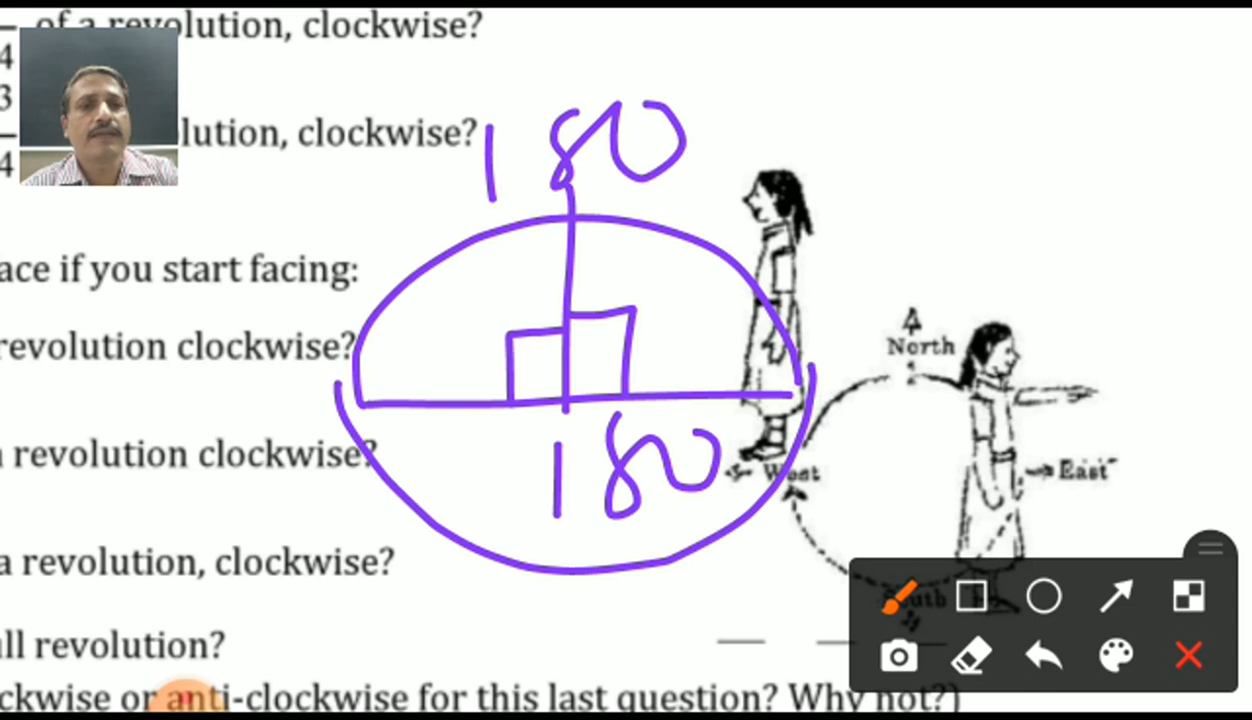 4 of a revolution, clockwise?
3
4 lution, clockwise?
180
ace if you start facing:
revolution clockwise?
North
180
revolution clockwise?
West
East
a revolution, clockwise?
ll revolution?
ckwise or anti-clockwise for this last question? Why not?)